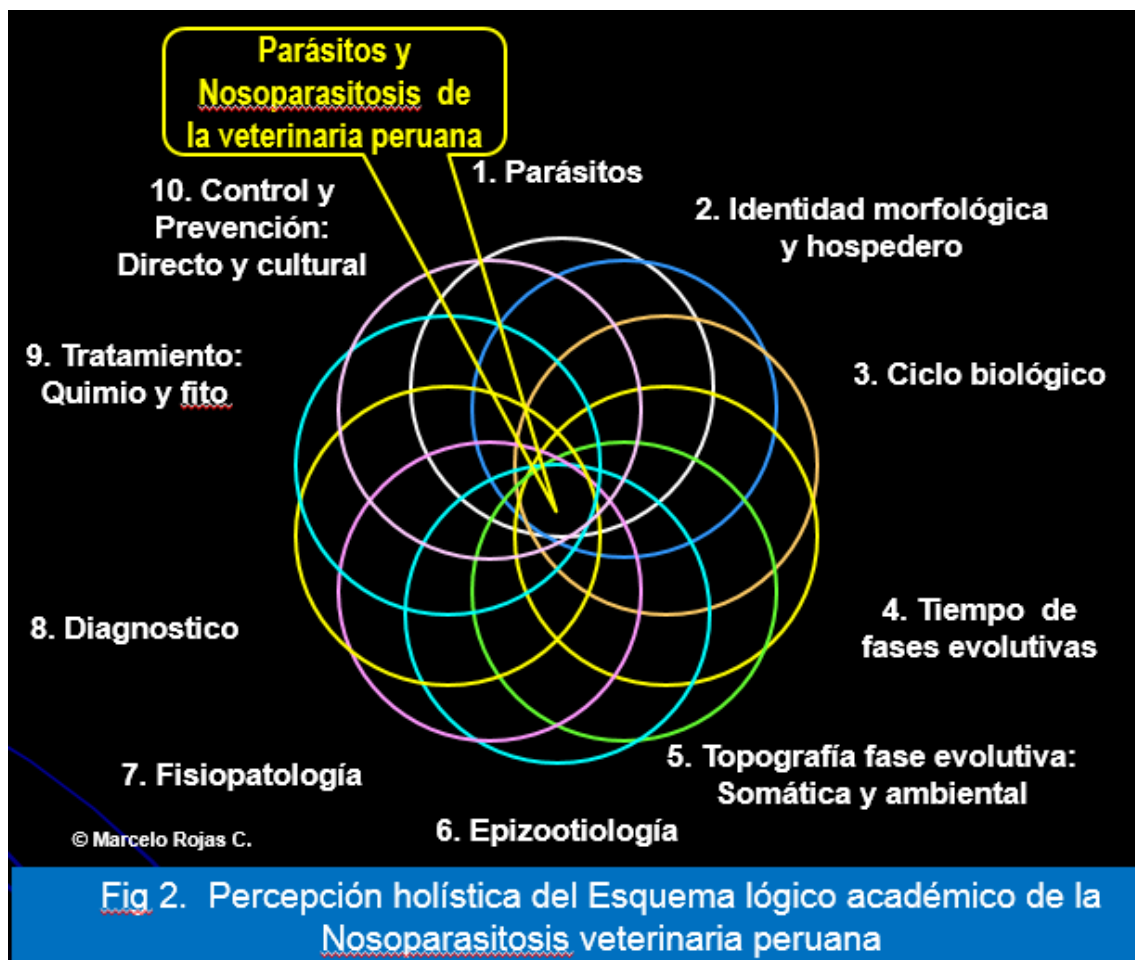 Parásitos y
Nosoparasitosis de
la veterinaria peruana
1. Parásitos
2. Identidad morfológica
y hospedero
3. Ciclo biológico
4. Tiempo de
fases evolutivas
5. Topografía fase evolutiva:
Somática y ambiental
6. Epizootiología
7. Fisiopatología
8. Diagnostico
9. Tratamiento:
Quimio y fito
10. Control y
Prevención:
Directo y cultural
© Marcelo Rojas C.
Fig 2. Percepción holística del Esquema lógico académico de la
Nosoparasitosis veterinaria peruana